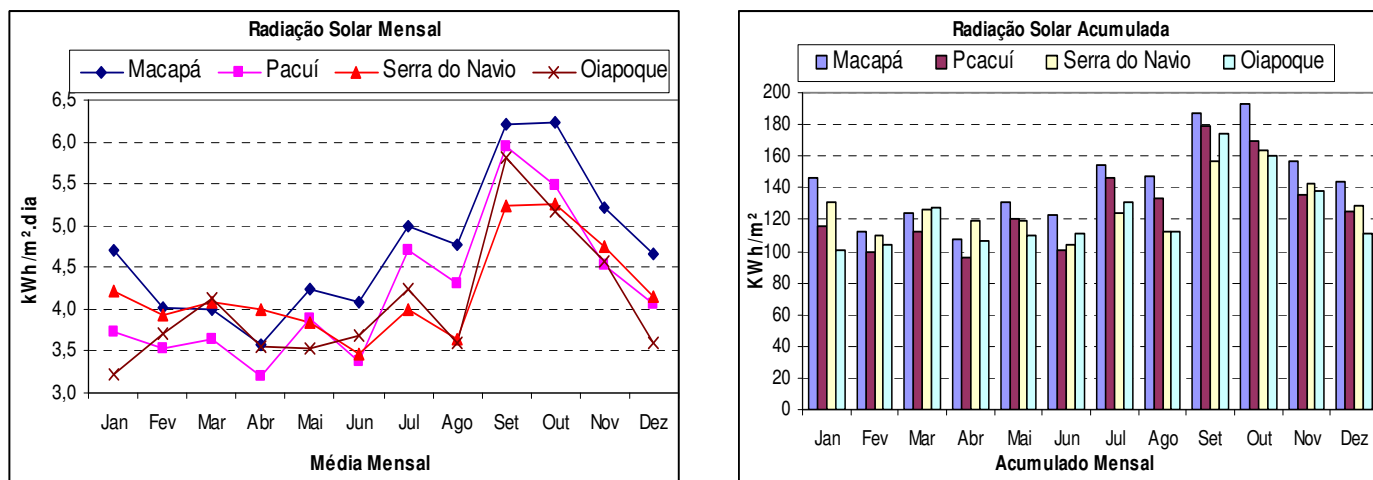 Radiação Solar Mensal
Macapá Pacuí Serra do Navio Oiapoque
6,5
6,0
5,5
5,0
4,5
4,0
3,5
3,0
kWh/m².dia
Jan Fev Mar Abr Mai Jun Jul Ago Set Out Nov Dez
Média Mensal
Radiação Solar Acumulada
Macapá Pcacuí Serra do Navio Oiapoque
200
180
160
140
120
100
80
60
40
20
0
KWh/m²
Jan Fev Mar Abr Mai Jun Jul Ago Set Out Nov Dez
Acumulado Mensal